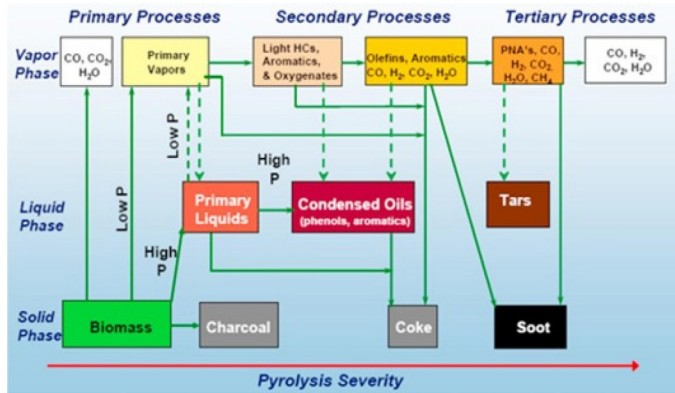 Primary Processes
Secondary Processes
Tertiary Processes
Vapor
Phase
CO, CO₂,
H₂O
Primary
Vapors
Light HCs,
Aromatics,
& Oxygenates
Olefins, Aromatics
CO, H₂, CO₂, H₂O
PNA's, CO,
H₂, CO₂,
H₂O, CH₄
CO, H₂,
CO₂, H₂O
Low P
Low P
High
P
High
P
Liquid
Phase
Primary
Liquids
Condensed Oils
(phenols, aromatics)
Tars
Solid
Phase
Biomass
Charcoal
Coke
Soot
Pyrolysis Severity